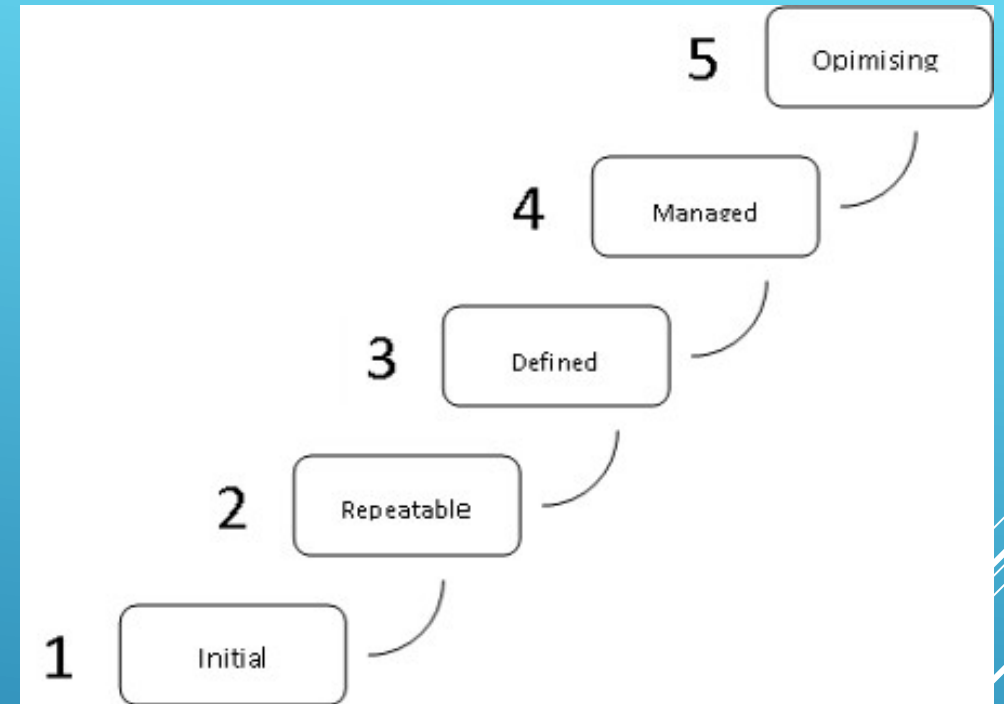 5 Opimising
4 Managed
3 Defined
2 Repeatable
1 Initial